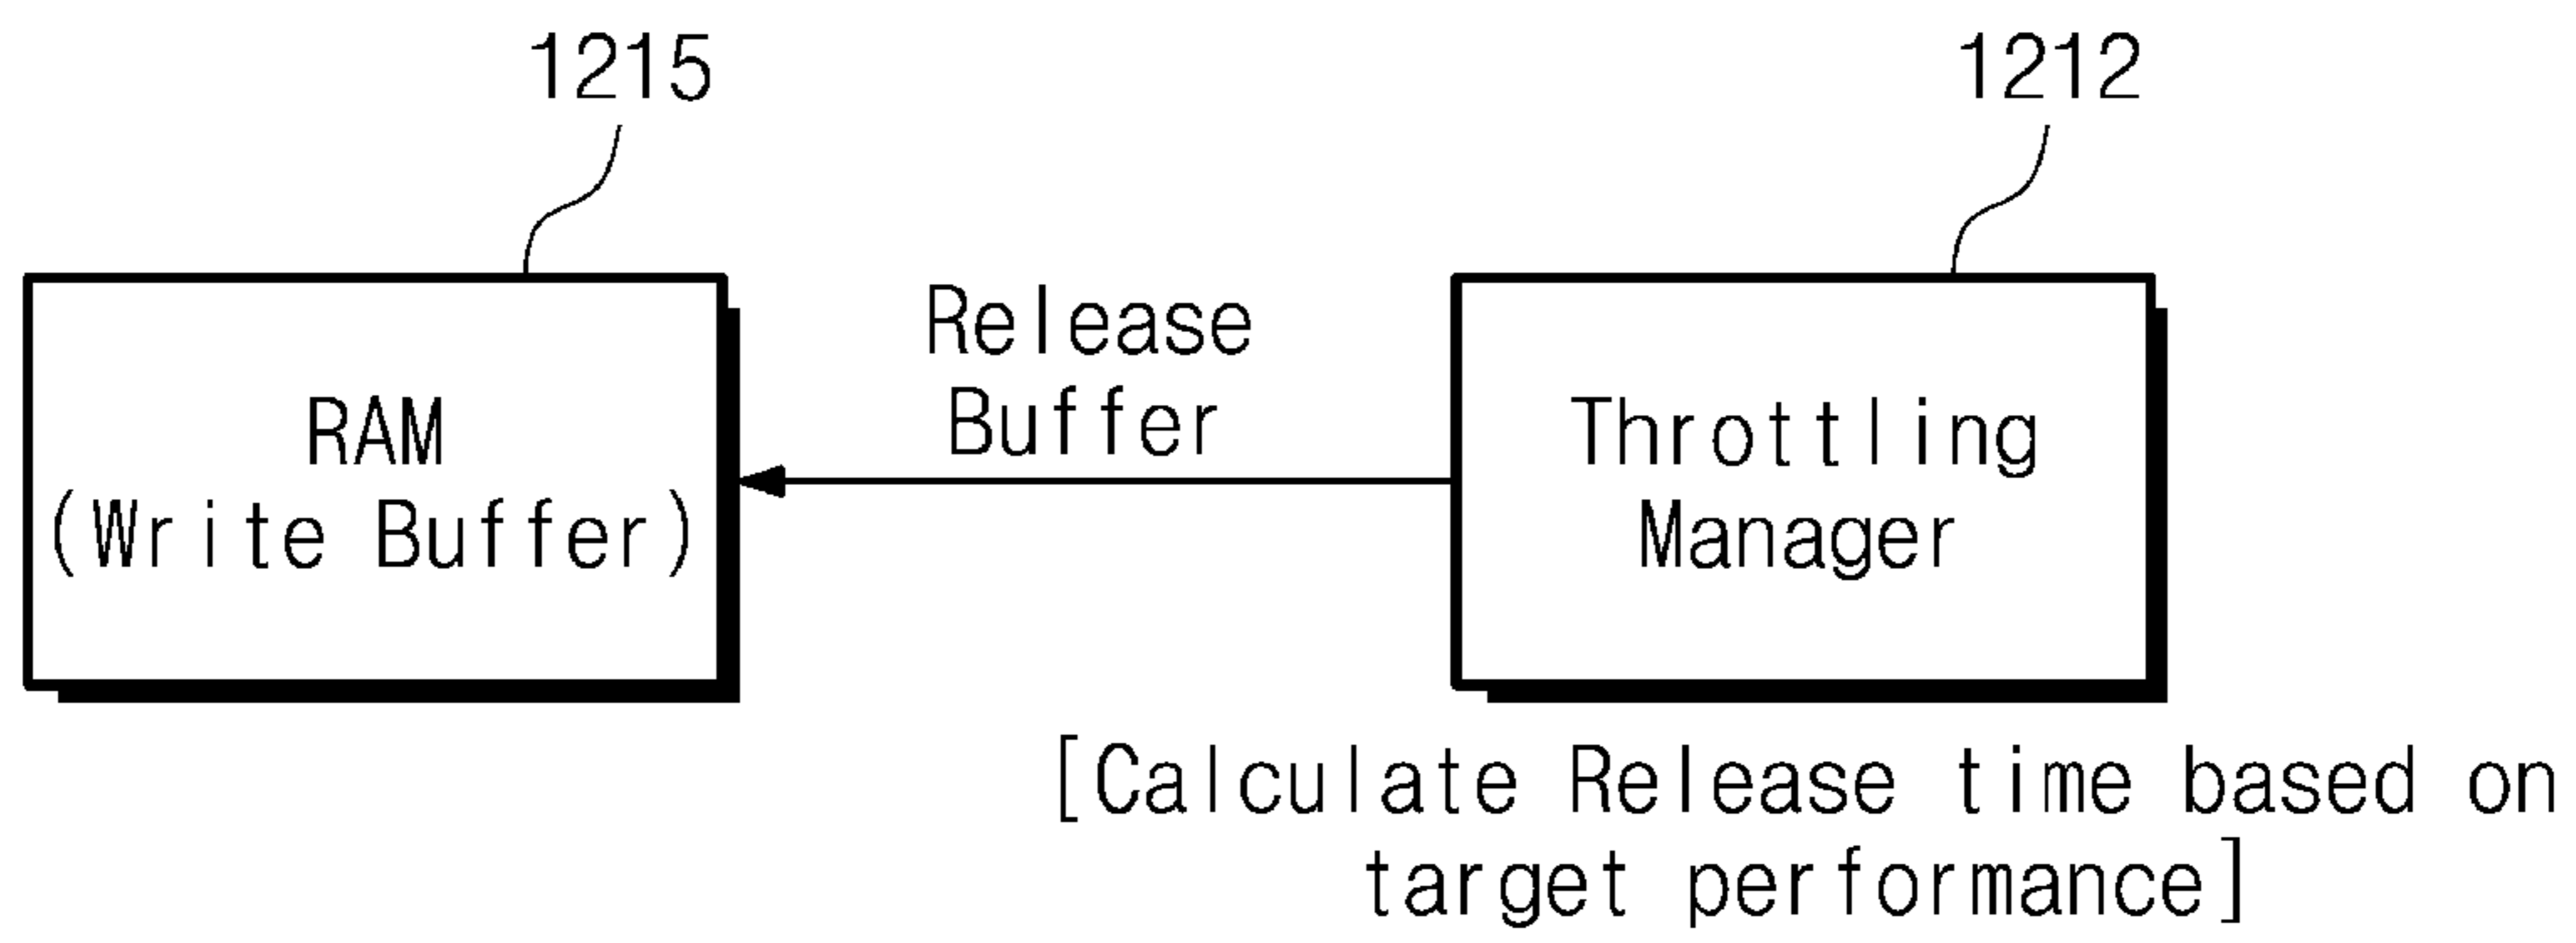 1215
1212
Release
Buffer
RAM
(Write Buffer)
Throttling
Manager
[Calculate Release time based on
target performance]